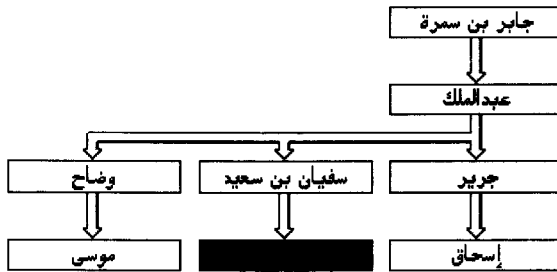 جابر بن سمرة
عبدالملك
جرير
سفيان بن سعيد
وضاح
إسحاق
موسى